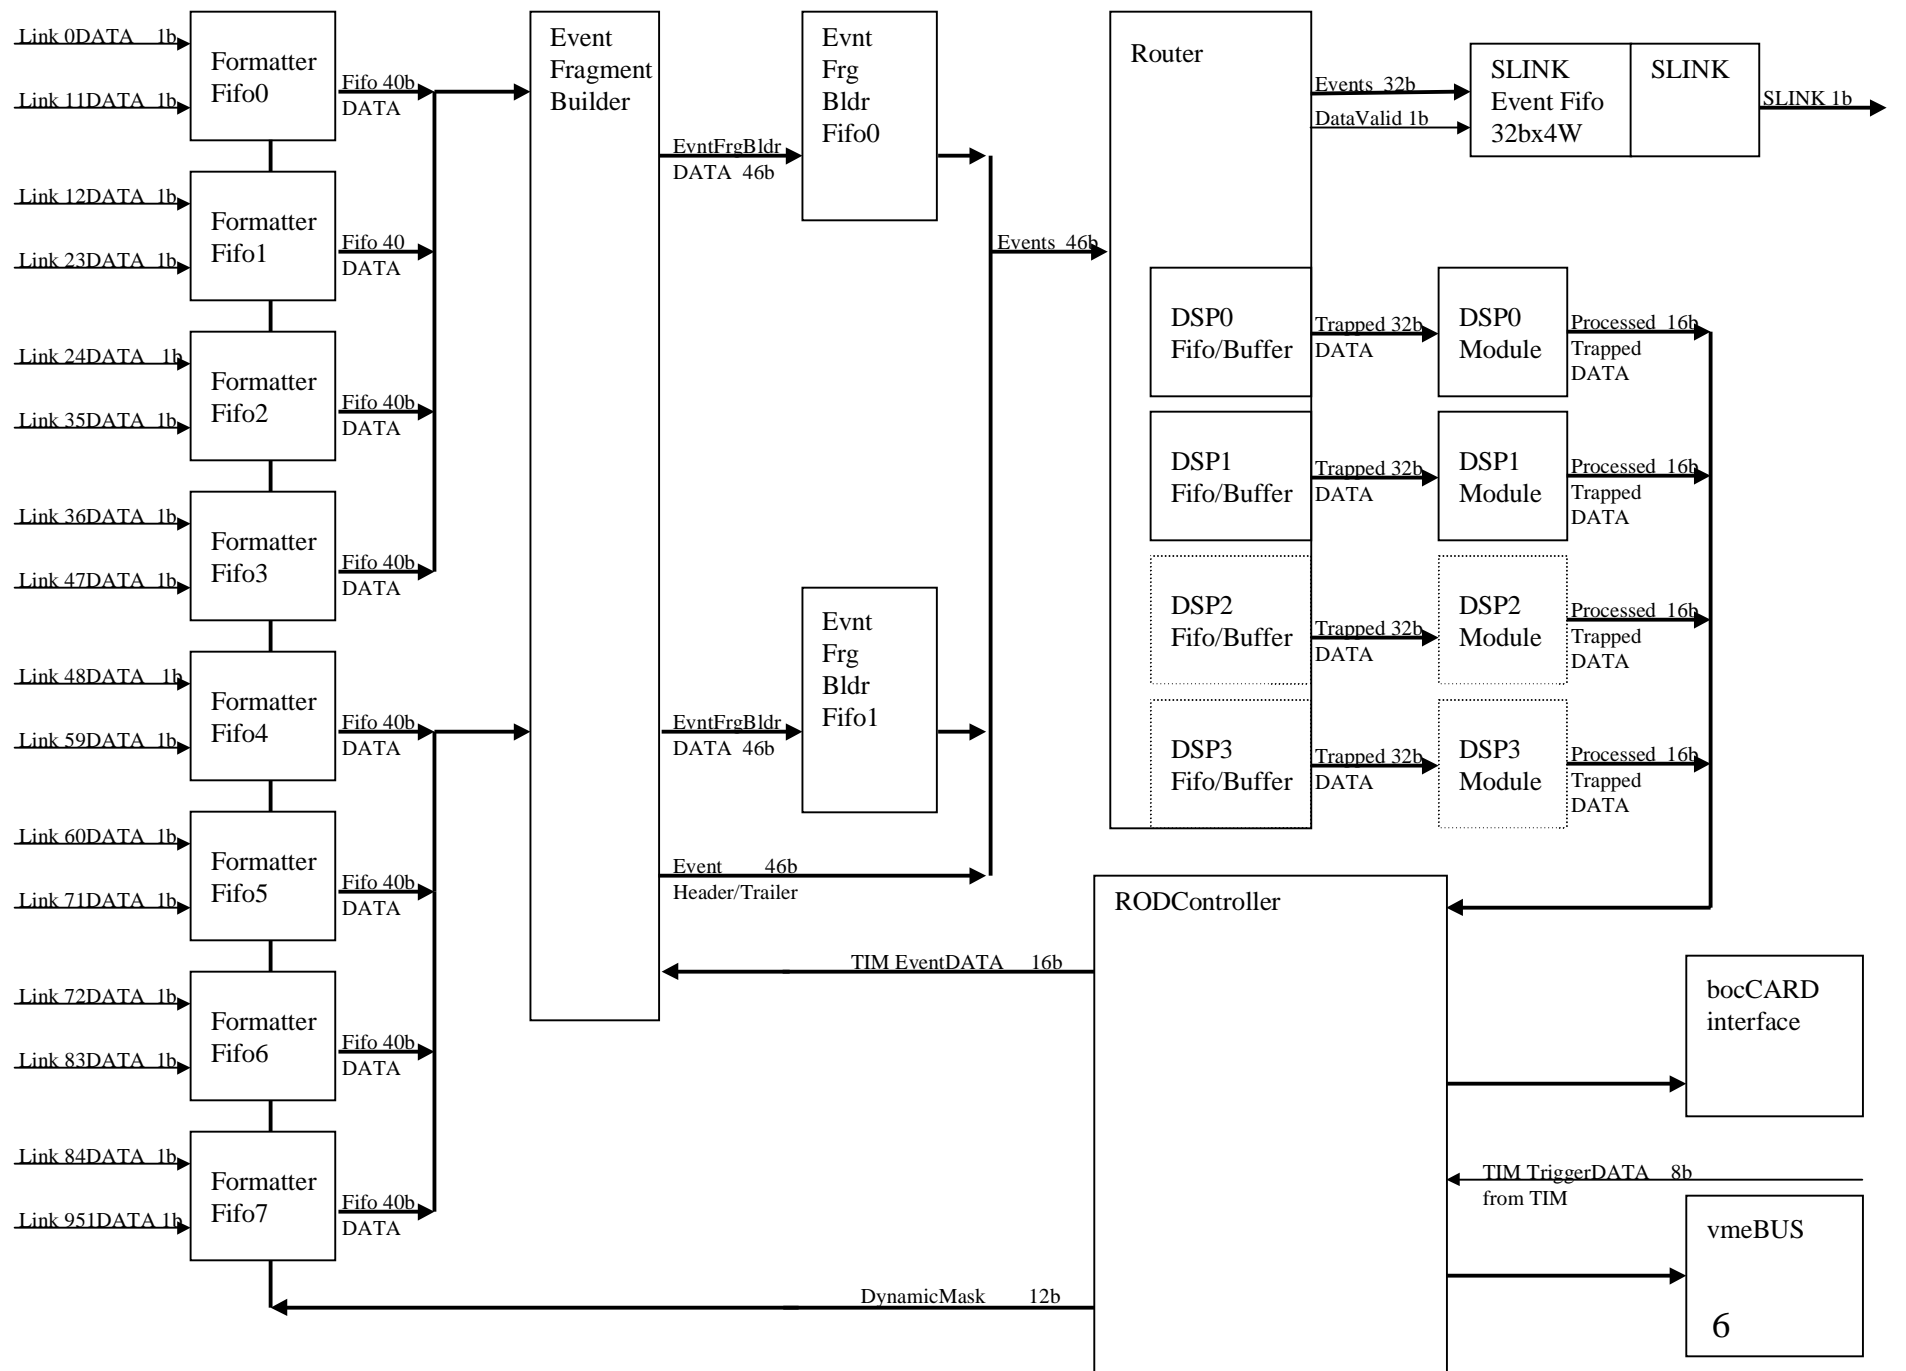 Link 0DATA 1b
Link 11DATA 1b
Formatter
Fifo0
Fifo 40b
DATA
Link 12DATA 1b
Link 23DATA 1b
Formatter
Fifo1
Fifo 40
DATA
Link 24DATA 1b
Link 35DATA 1b
Formatter
Fifo2
Fifo 40b
DATA
Link 36DATA 1b
Link 47DATA 1b
Formatter
Fifo3
Fifo 40b
DATA
Link 48DATA 1b
Link 59DATA 1b
Formatter
Fifo4
Fifo 40b
DATA
Link 60DATA 1b
Link 71DATA 1b
Formatter
Fifo5
Fifo 40b
DATA
Link 72DATA 1b
Link 83DATA 1b
Formatter
Fifo6
Fifo 40b
DATA
Link 84DATA 1b
Link 951DATA 1b
Formatter
Fifo7
Fifo 40b
DATA
Event
Fragment
Builder
EvntFrgBldr
DATA 46b
Evnt
Frg
Bldr
Fifo0
EvntFrgBldr
DATA 46b
Evnt
Frg
Bldr
Fifo1
Event 46b
Header/Trailer
Events 46b
Router
Events 32b
DataValid 1b
SLINK
Event Fifo
32bx4W
SLINK
SLINK 1b
DSP0
Fifo/Buffer
Trapped 32b
DATA
DSP0
Module
Processed 16b
Trapped
DATA
DSP1
Fifo/Buffer
Trapped 32b
DATA
DSP1
Module
Processed 16b
Trapped
DATA
DSP2
Fifo/Buffer
Trapped 32b
DATA
DSP2
Module
Processed 16b
Trapped
DATA
DSP3
Fifo/Buffer
Trapped 32b
DATA
DSP3
Module
Processed 16b
Trapped
DATA
RODController
TIM EventDATA 16b
DynamicMask 12b
bocCARD
interface
TIM TriggerDATA 8b
from TIM
vmeBUS
6